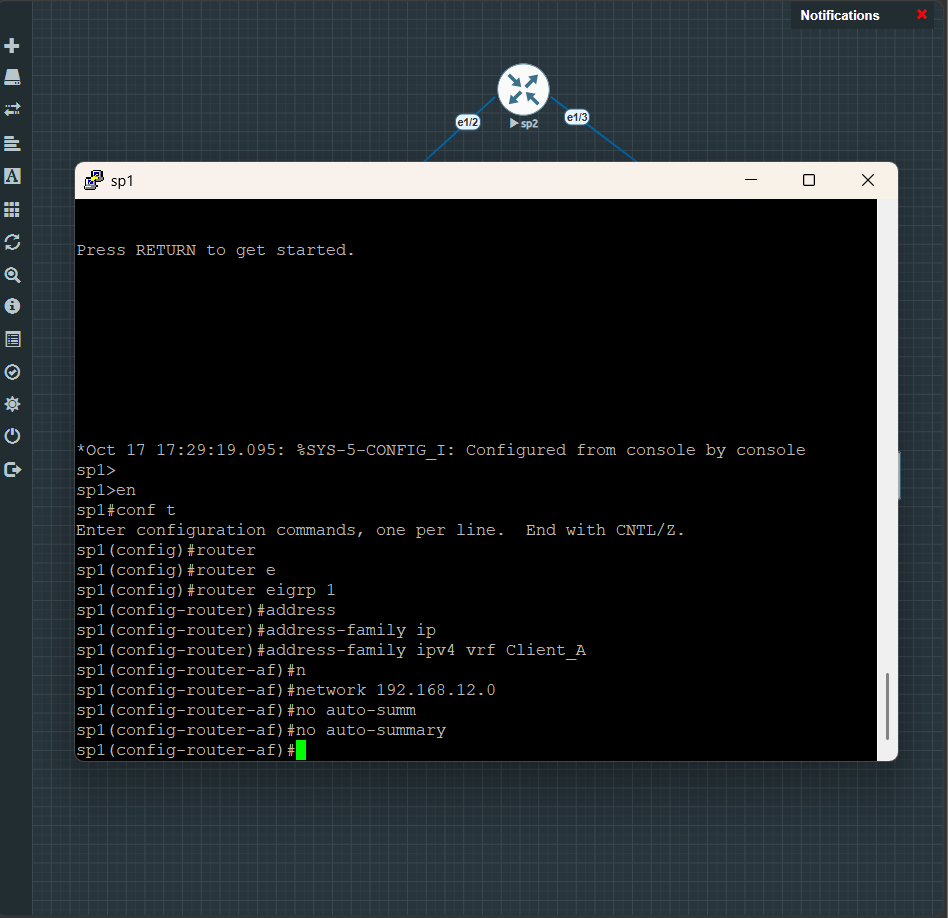 Notifications
e1/2
sp2
e1/3
sp1
Press RETURN to get started.
*Oct 17 17:29:19.095: %SYS-5-CONFIG_I: Configured from console by console
sp1>
sp1>en
sp1#conf t
Enter configuration commands, one per line.  End with CNTL/Z.
sp1(config)#router
sp1(config)#router e
sp1(config)#router eigrp 1
sp1(config-router)#address
sp1(config-router)#address-family ip
sp1(config-router)#address-family ipv4 vrf Client_A
sp1(config-router-af)#n
sp1(config-router-af)#network 192.168.12.0
sp1(config-router-af)#no auto-summ
sp1(config-router-af)#no auto-summary
sp1(config-router-af)#